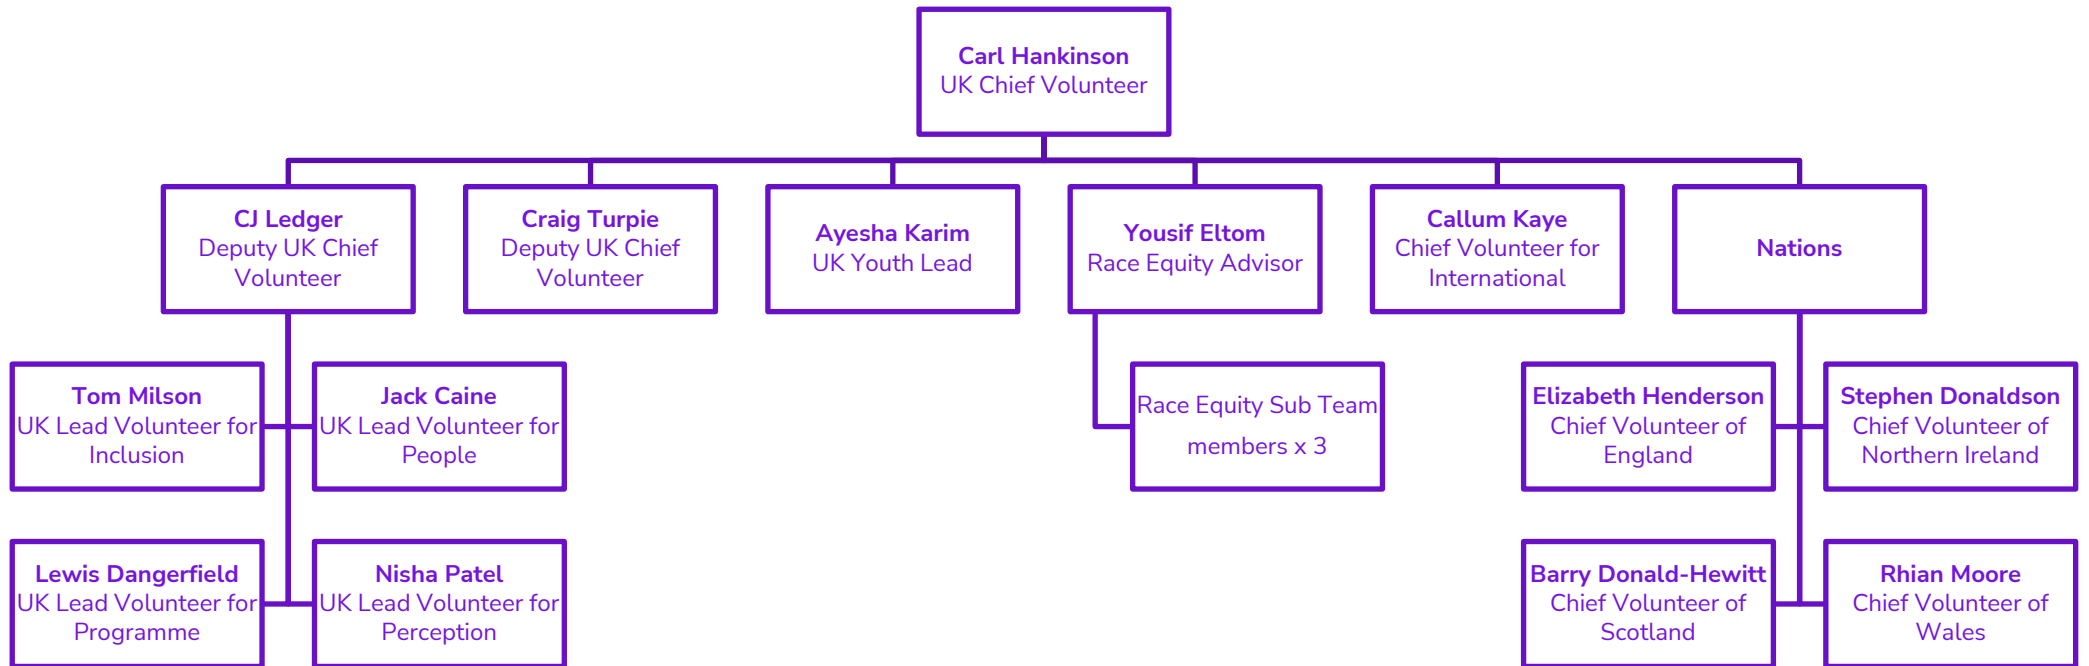 Carl Hankinson
UK Chief Volunteer
CJ Ledger
Deputy UK Chief
Volunteer
Craig Turpie
Deputy UK Chief
Volunteer
Ayesha Karim
UK Youth Lead
Yousif Eltom
Race Equity Advisor
Callum Kaye
Chief Volunteer for
International
Nations
Tom Milson
UK Lead Volunteer for
Inclusion
Jack Caine
UK Lead Volunteer for
People
Race Equity Sub Team
members x 3
Elizabeth Henderson
Chief Volunteer of
England
Stephen Donaldson
Chief Volunteer of
Northern Ireland
Lewis Dangerfield
UK Lead Volunteer for
Programme
Nisha Patel
UK Lead Volunteer for
Perception
Barry Donald-Hewitt
Chief Volunteer of
Scotland
Rhian Moore
Chief Volunteer of
Wales